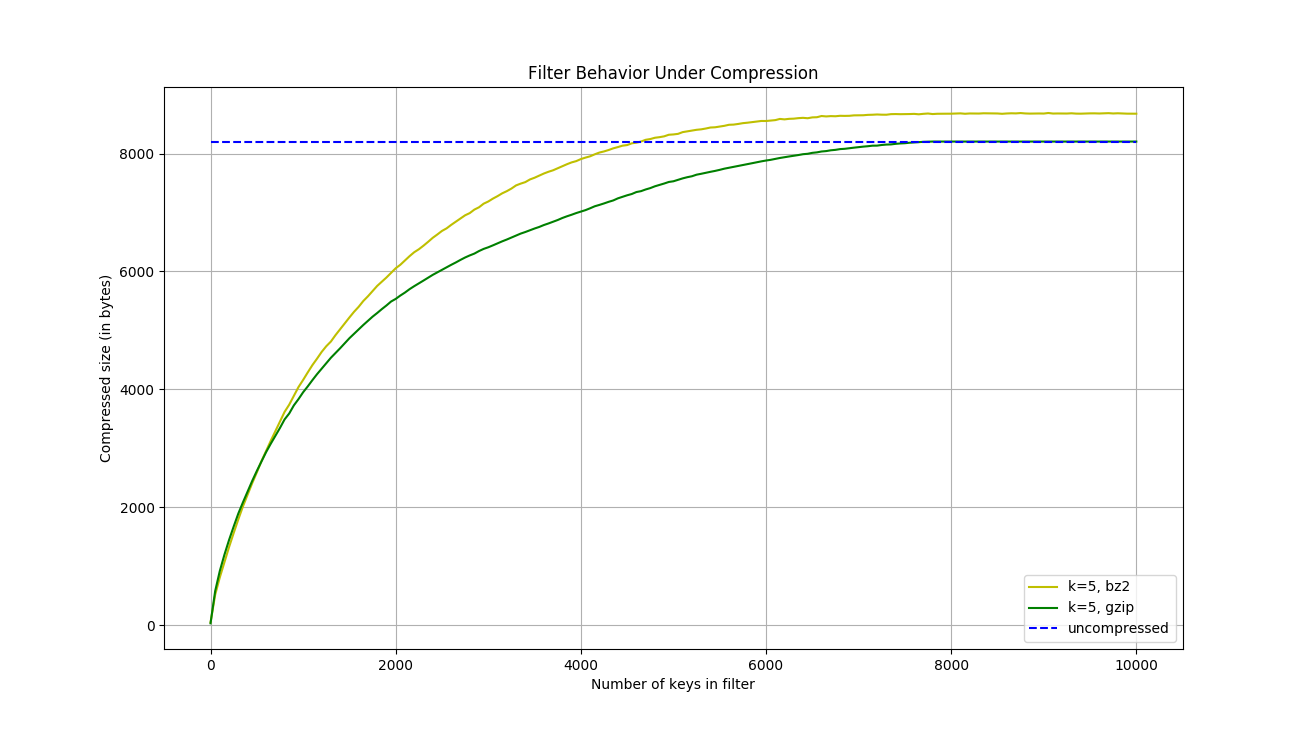 Filter Behavior Under Compression
Compressed size (in bytes)
8000
6000
4000
2000
0
k=5, bz2
k=5, gzip
uncompressed
0 2000 4000 6000 8000 10000
Number of keys in filter